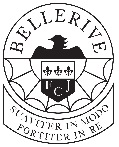 BELLERIVE
C
SUAVITER IN MODO
FORTITER IN RE